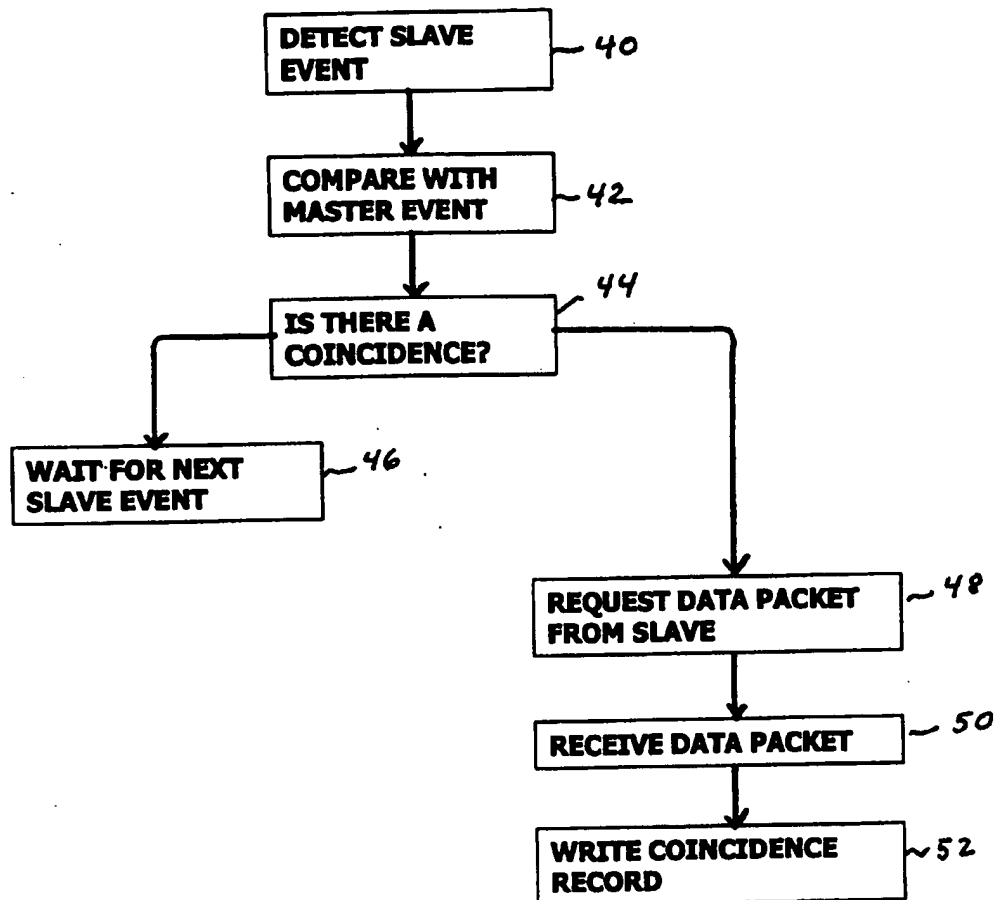 DETECT SLAVE
EVENT
40
COMPARE WITH
MASTER EVENT
42
IS THERE A
COINCIDENCE?
44
WAIT FOR NEXT
SLAVE EVENT
46
REQUEST DATA PACKET
FROM SLAVE
48
RECEIVE DATA PACKET
50
WRITE COINCIDENCE
RECORD
52